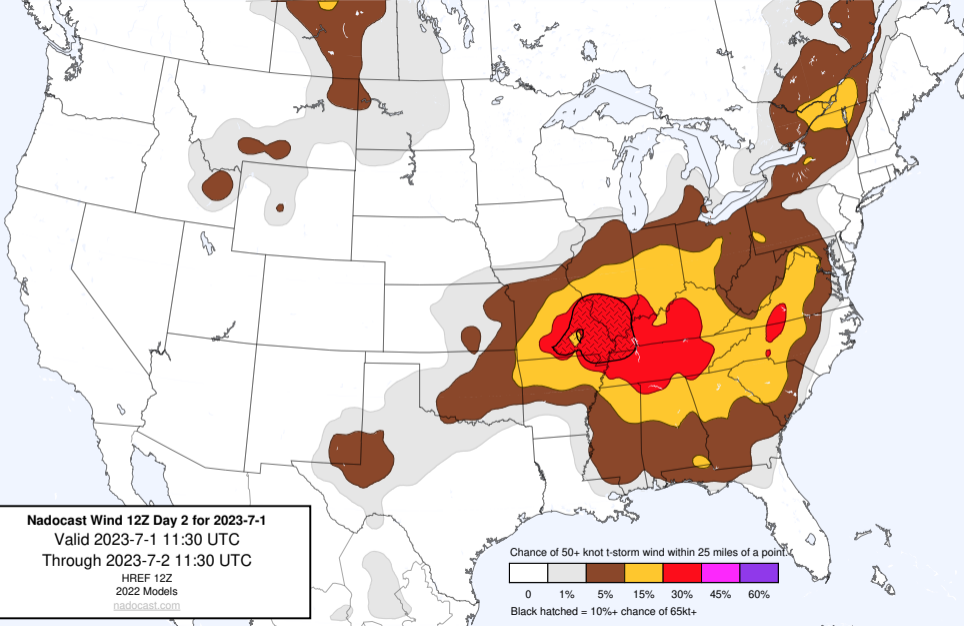 Nadocast Wind 12Z Day 2 for 2023-7-1
Valid 2023-7-1 11:30 UTC
Through 2023-7-2 11:30 UTC
HREF 12Z
2022 Models
nadocast.com
Chance of 50+ knot t-storm wind within 25 miles of a point.
0 1% 5% 15% 30% 45% 60%
Black hatched = 10%+ chance of 65kt+